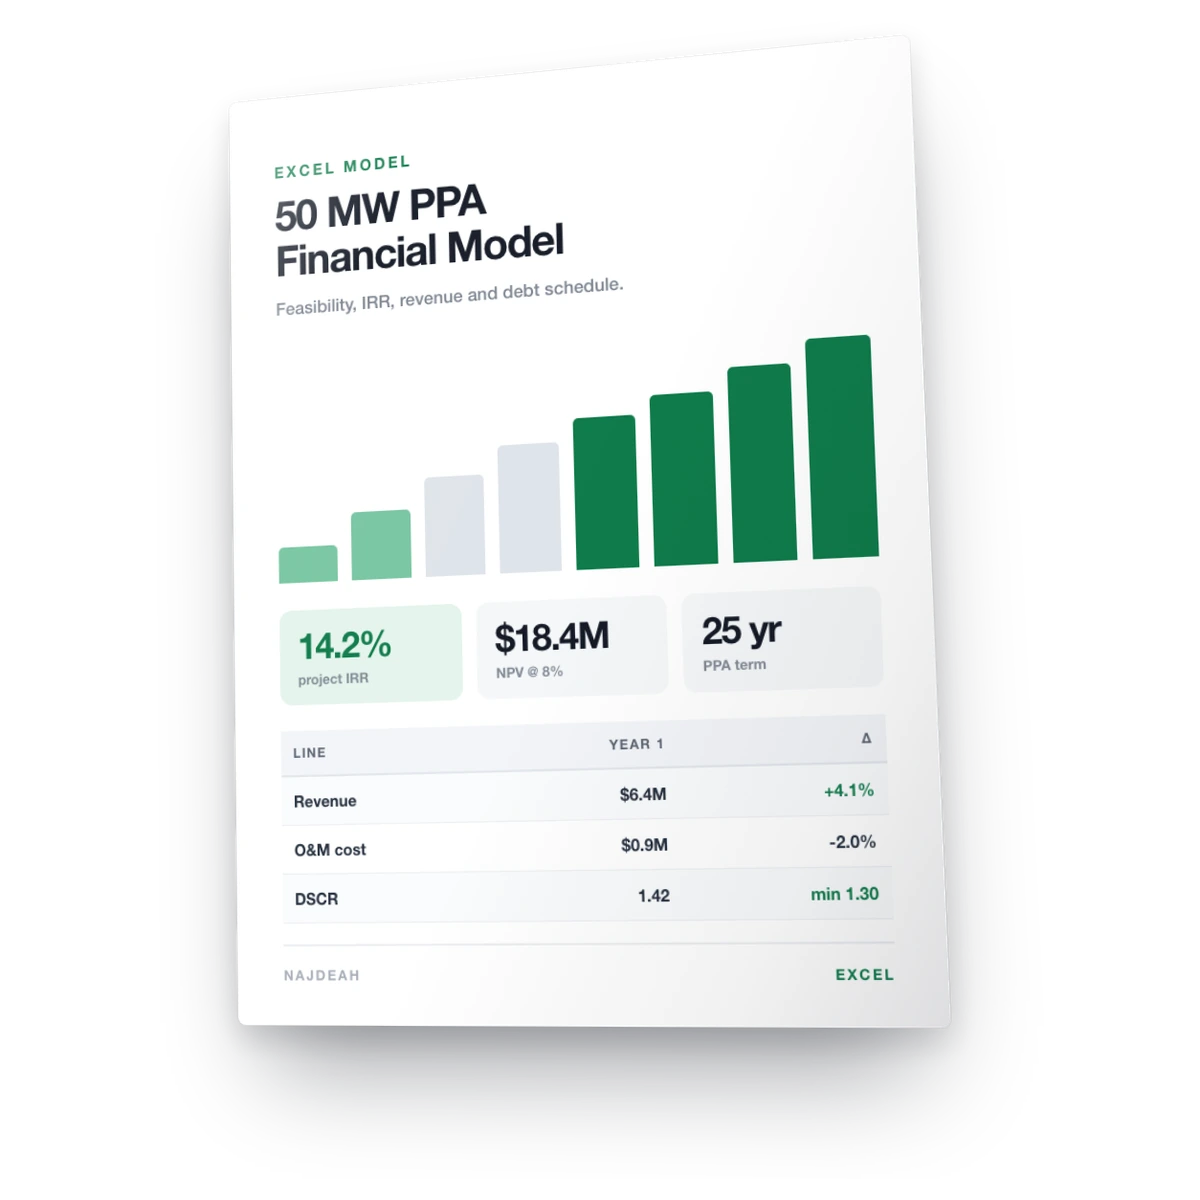 EXCEL MODEL
50 MW PPA
Financial Model
Feasibility, IRR, revenue and debt schedule.
14.2%
project IRR
$18.4M
NPV @ 8%
25 yr
PPA term
LINE YEAR 1 Δ
Revenue $6.4M +4.1%
O&M cost $0.9M -2.0%
DSCR 1.42 min 1.30
NAJDEAH EXCEL